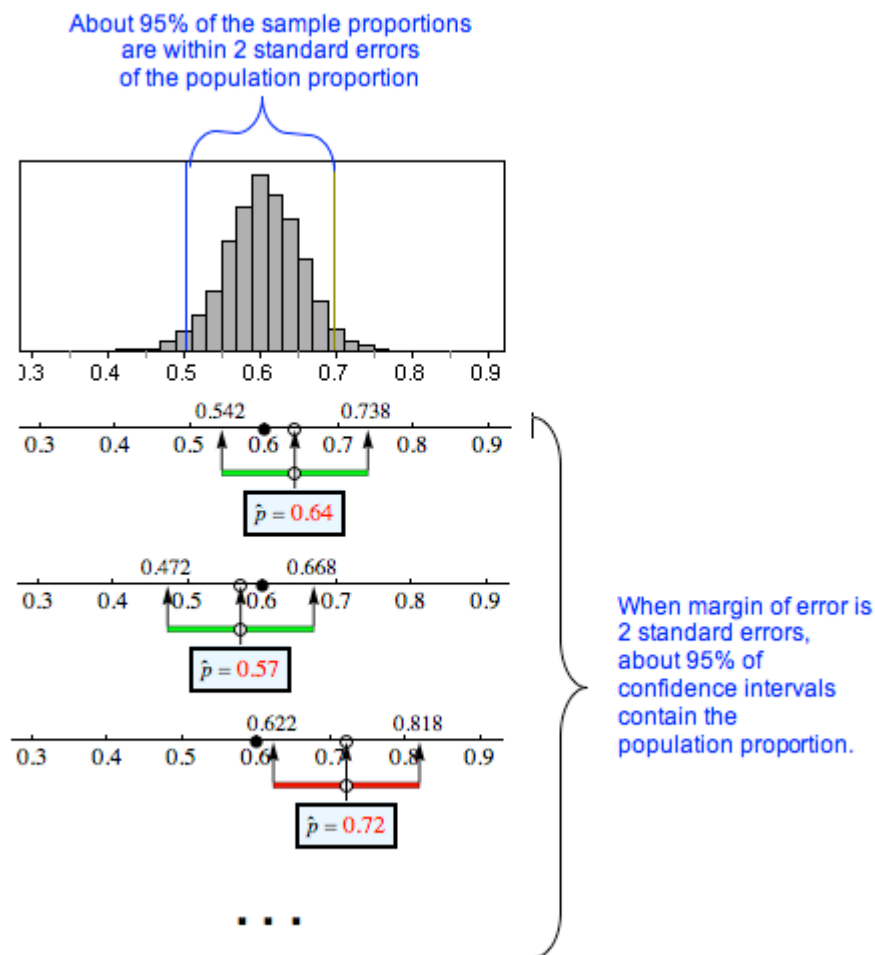 About 95% of the sample proportions
are within 2 standard errors
of the population proportion
0.3 0.4 0.5 0.6 0.7 0.8 0.9
0.542 0.738
0.3 0.4 0.5 0.6 0.7 0.8 0.9
p̂ = 0.64
0.472 0.668
0.3 0.4 0.5 0.6 0.7 0.8 0.9
p̂ = 0.57
0.622 0.818
0.3 0.4 0.5 0.6 0.7 0.8 0.9
p̂ = 0.72
. . .
When margin of error is
2 standard errors,
about 95% of
confidence intervals
contain the
population proportion.